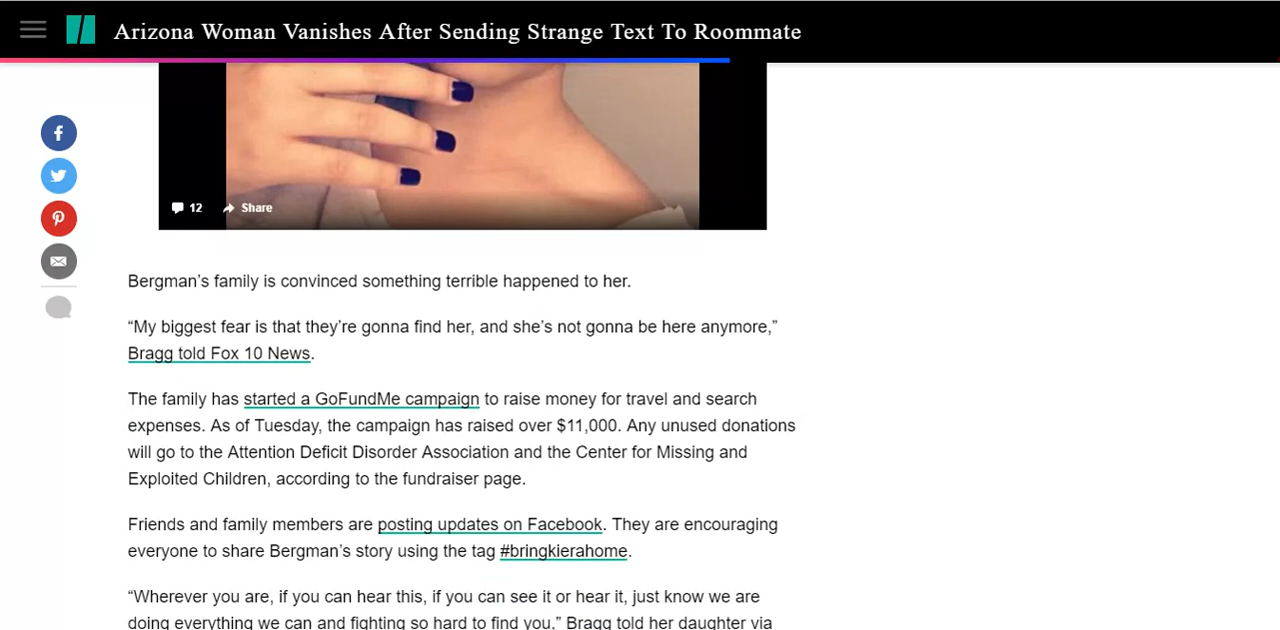 Arizona Woman Vanishes After Sending Strange Text To Roommate
12 Share
Bergman’s family is convinced something terrible happened to her.
“My biggest fear is that they’re gonna find her, and she’s not gonna be here anymore,”
Bragg told Fox 10 News.
The family has started a GoFundMe campaign to raise money for travel and search
expenses. As of Tuesday, the campaign has raised over $11,000. Any unused donations
will go to the Attention Deficit Disorder Association and the Center for Missing and
Exploited Children, according to the fundraiser page.
Friends and family members are posting updates on Facebook. They are encouraging
everyone to share Bergman’s story using the tag #bringkierahome.
“Wherever you are, if you can hear this, if you can see it or hear it, just know we are
doing everything we can and fighting so hard to find you,” Bragg told her daughter via